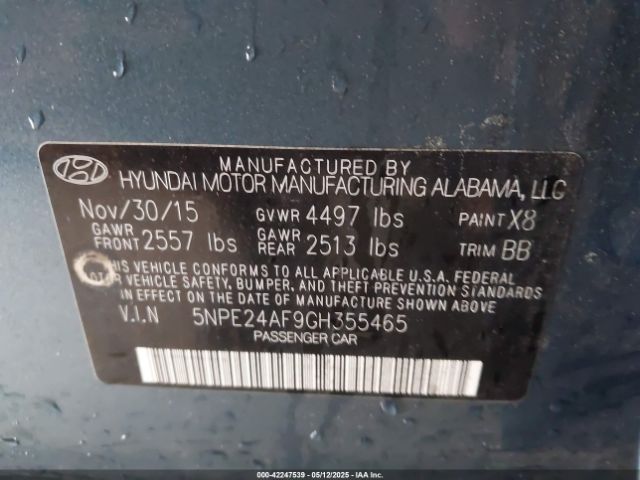 MANUFACTURED BY
HYUNDAI MOTOR MANUFACTURING ALABAMA, LLC
Nov/30/15 GVWR 4497 lbs PAINT X8
GAWR FRONT 2557 lbs GAWR REAR 2513 lbs TRIM BB
THIS VEHICLE CONFORMS TO ALL APPLICABLE U.S.A. FEDERAL
MOTOR VEHICLE SAFETY, BUMPER, AND THEFT PREVENTION
STANDARDS IN EFFECT ON THE DATE OF MANUFACTURE SHOWN ABOVE
V.I.N 5NPE24AF9GH355465
PASSENGER CAR
000-42247539 - 05/12/2025 - IAAI.COM